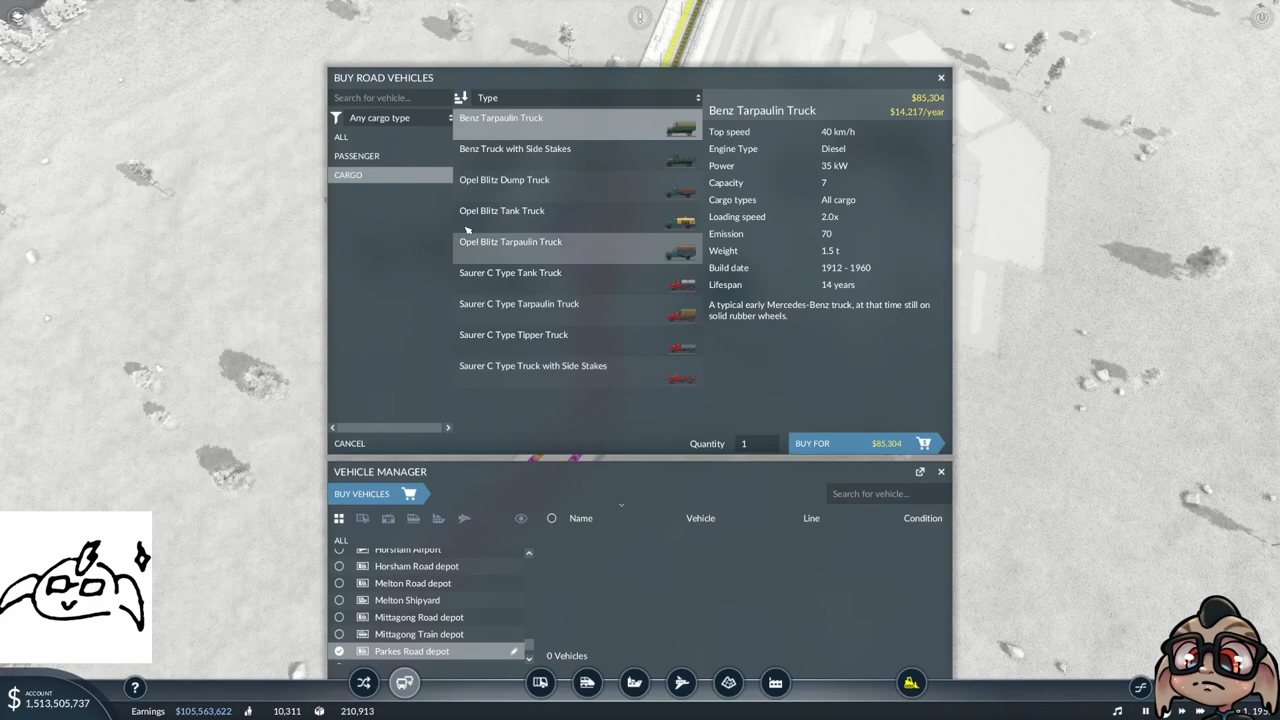 BUY ROAD VEHICLES
Search for vehicle...
Type
Any cargo type
ALL
PASSENGER
CARGO
Benz Tarpaulin Truck
Benz Truck with Side Stakes
Opel Blitz Dump Truck
Opel Blitz Tank Truck
Opel Blitz Tarpaulin Truck
Saurer C Type Tank Truck
Saurer C Type Tarpaulin Truck
Saurer C Type Tipper Truck
Saurer C Type Truck with Side Stakes
$85,304
Benz Tarpaulin Truck
$14,217/year
Top speed 40 km/h
Engine Type Diesel
Power 35 kW
Capacity 7
Cargo types All cargo
Loading speed 2.0x
Emission 70
Weight 1.5 t
Build date 1912 - 1960
Lifespan 14 years
A typical early Mercedes-Benz truck, at that time still on
solid rubber wheels.
CANCEL
Quantity 1
BUY FOR $85,304
VEHICLE MANAGER
BUY VEHICLES
Search for vehicle...
Name Vehicle Line Condition
ALL
Horsham Airport
Horsham Road depot
Melton Road depot
Melton Shipyard
Mittagong Road depot
Mittagong Train depot
Parkes Road depot
0 Vehicles
$ ACCOUNT
1,513,505,737
?
Earnings $105,563,622 10,311 210,913